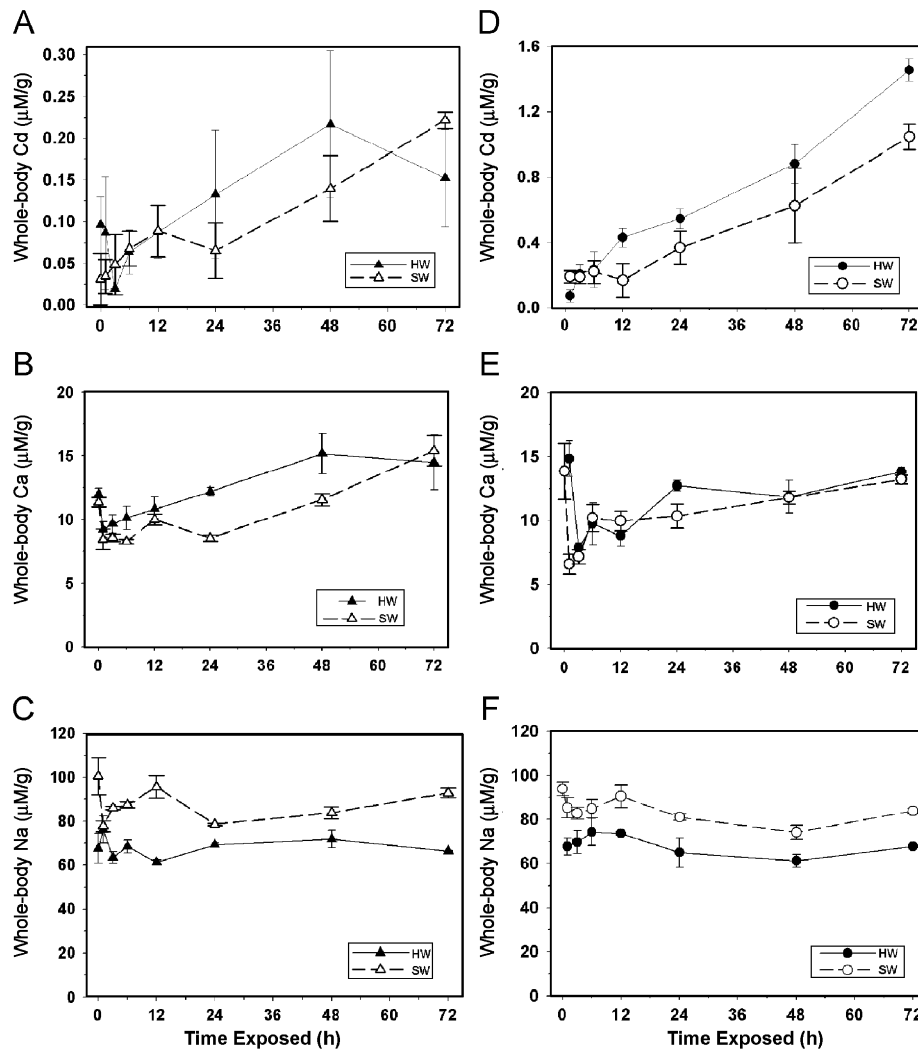 A
Whole-body Cd (μM/g)
0.30
0.25
0.20
0.15
0.10
0.05
0.00
HW
SW
0 12 24 36 48 60 72
D
Whole-body Cd (μM/g)
1.6
1.2
0.8
0.4
0.0
HW
SW
0 12 24 36 48 60 72
B
Whole-body Ca (μM/g)
20
15
10
5
0
HW
SW
0 12 24 36 48 60 72
E
Whole-body Ca (μM/g)
20
15
10
5
0
HW
SW
0 12 24 36 48 60 72
C
Whole-body Na (μM/g)
120
100
80
60
40
20
0
HW
SW
0 12 24 36 48 60 72
Time Exposed (h)
F
Whole-body Na (μM/g)
120
100
80
60
40
20
0
HW
SW
0 12 24 36 48 60 72
Time Exposed (h)